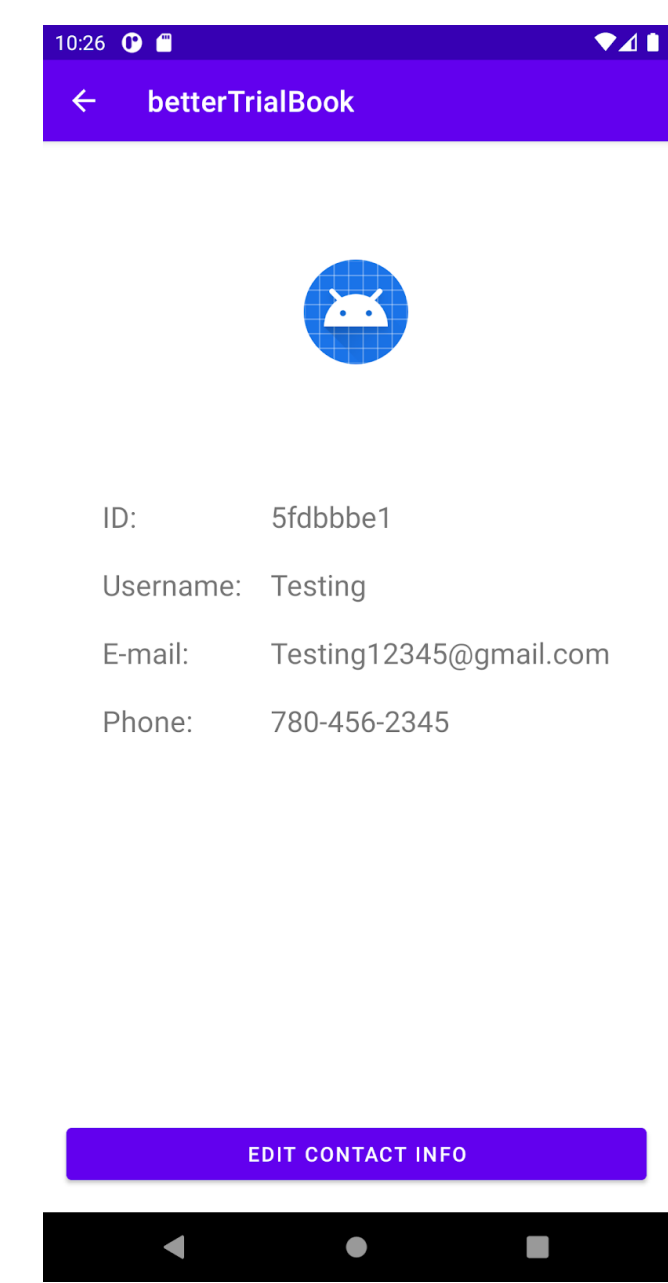 10:26
betterTrialBook
ID: 5fdbbbe1
Username: Testing
E-mail: Testing12345@gmail.com
Phone: 780-456-2345
EDIT CONTACT INFO